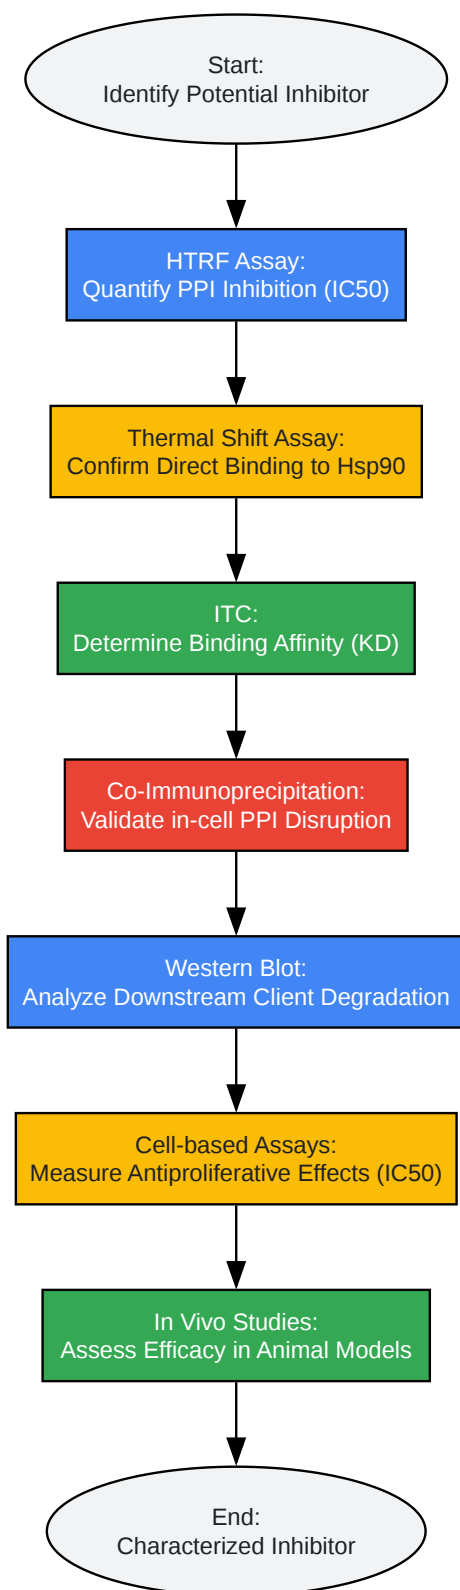 Start:
Identify Potential Inhibitor
HTRF Assay:
Quantify PPI Inhibition (IC50)
Thermal Shift Assay:
Confirm Direct Binding to Hsp90
ITC:
Determine Binding Affinity (KD)
Co-Immunoprecipitation:
Validate in-cell PPI Disruption
Western Blot:
Analyze Downstream Client Degradation
Cell-based Assays:
Measure Antiproliferative Effects (IC50)
In Vivo Studies:
Assess Efficacy in Animal Models
End:
Characterized Inhibitor